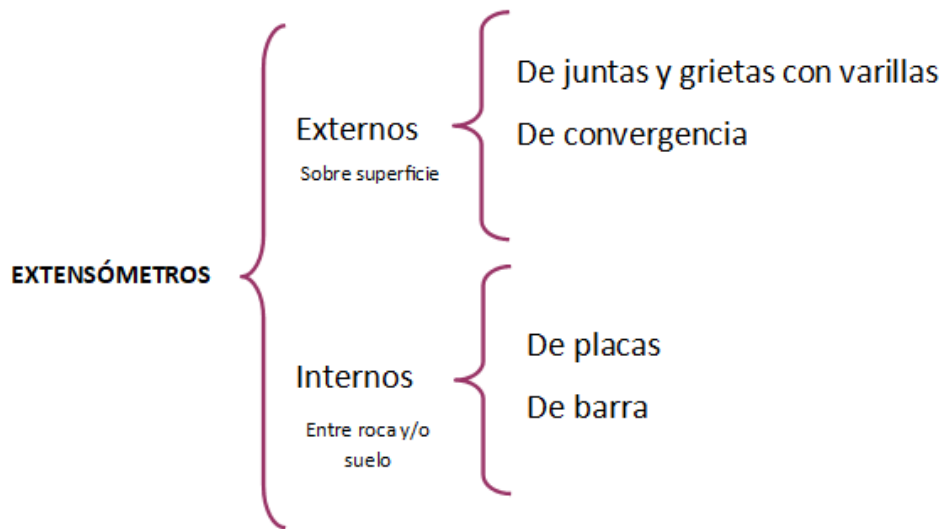 EXTENSÓMETROS
Externos
Sobre superficie
De juntas y grietas con varillas
De convergencia
Internos
Entre roca y/o
suelo
De placas
De barra